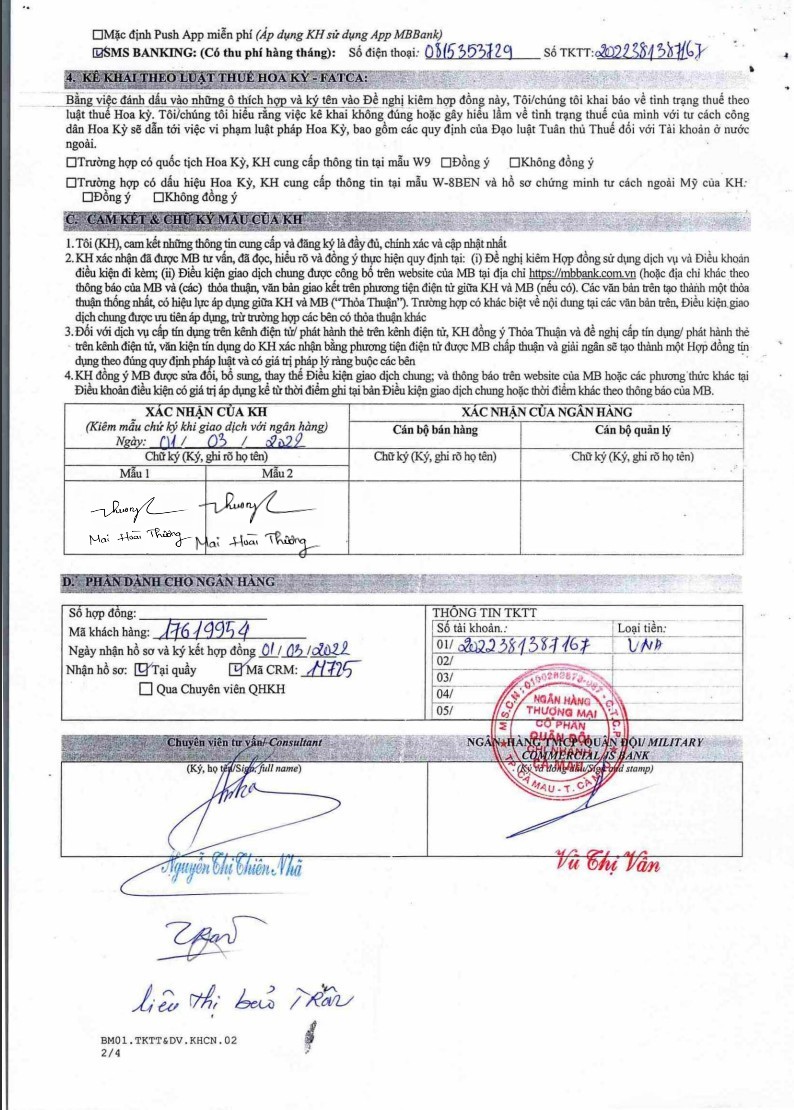 ☐Mặc định Push App miễn phí (Áp dụng KH sử dụng App MBBank)
☑SMS BANKING: (Có thu phí hàng tháng): Số điện thoại: 0815353729 Số TKTT: 2022381387167
4. KÊ KHAI THEO LUẬT THUẾ HOA KỲ - FATCA:
Bằng việc đánh dấu vào những ô thích hợp và ký tên vào Đề nghị kiêm hợp đồng này, Tôi/chúng tôi khai báo về tình trạng thuế theo
luật thuế Hoa kỳ. Tôi/chúng tôi hiểu rằng việc kê khai không đúng hoặc gây hiểu lầm về tình trạng thuế của mình với tư cách công
dân Hoa Kỳ sẽ dẫn tới việc vi phạm luật pháp Hoa Kỳ, bao gồm các quy định của Đạo luật Tuân thủ Thuế đối với Tài khoản ở nước
ngoài.
☐Trường hợp có quốc tịch Hoa Kỳ, KH cung cấp thông tin tại mẫu W9 ☐Đồng ý ☐Không đồng ý
☐Trường hợp có dấu hiệu Hoa Kỳ, KH cung cấp thông tin tại mẫu W-8BEN và hồ sơ chứng minh tư cách ngoài Mỹ của KH:
☐Đồng ý ☐Không đồng ý
C. CAM KẾT & CHỮ KÝ MẪU CỦA KH
1. Tôi (KH), cam kết những thông tin cung cấp và đăng ký là đầy đủ, chính xác và cập nhật nhất
2. KH xác nhận đã được MB tư vấn, đã đọc, hiểu rõ và đồng ý thực hiện quy định tại: (i) Đề nghị kiêm Hợp đồng sử dụng dịch vụ và Điều khoản
điều kiện đi kèm; (ii) Điều kiện giao dịch chung được công bố trên website của MB tại địa chỉ https://mbbank.com.vn (hoặc địa chỉ khác theo
thông báo của MB và (các) thỏa thuận, văn bản giao kết trên phương tiện điện tử giữa KH và MB (nếu có). Các văn bản trên tạo thành một thỏa
thuận thống nhất, có hiệu lực áp dụng giữa KH và MB ("Thỏa Thuận"). Trường hợp có khác biệt về nội dung tại các văn bản trên, Điều kiện giao
dịch chung được ưu tiên áp dụng, trừ trường hợp các bên có thỏa thuận khác
3. Đối với dịch vụ cấp tín dụng trên kênh điện tử/ phát hành thẻ trên kênh điện tử, KH đồng ý Thỏa Thuận và đề nghị cấp tín dụng/ phát hành thẻ
trên kênh điện tử, văn kiện tín dụng do KH xác nhận bằng phương tiện điện tử được MB chấp thuận và giải ngân sẽ tạo thành một Hợp đồng tín
dụng theo đúng quy định pháp luật và có giá trị pháp lý ràng buộc các bên
4. KH đồng ý MB được sửa đổi, bổ sung, thay thế Điều kiện giao dịch chung; và thông báo trên website của MB hoặc các phương thức khác tại
Điều khoản điều kiện có giá trị áp dụng kể từ thời điểm ghi tại bản Điều kiện giao dịch chung hoặc thời điểm khác theo thông báo của MB.
XÁC NHẬN CỦA KH
(Kiêm mẫu chữ ký khi giao dịch với ngân hàng)
Ngày: 01 / 03 / 2022
Chữ ký (Ký, ghi rõ họ tên)
Mẫu 1 Mẫu 2
Thương Thương
Mai Hoài Thương Mai Hoài Thương
XÁC NHẬN CỦA NGÂN HÀNG
Cán bộ bán hàng Cán bộ quản lý
Chữ ký (Ký, ghi rõ họ tên) Chữ ký (Ký, ghi rõ họ tên)
D. PHẦN DÀNH CHO NGÂN HÀNG
Số hợp đồng:
Mã khách hàng: 17619954
Ngày nhận hồ sơ và ký kết hợp đồng 01 / 03 / 2022
Nhận hồ sơ: ☑Tại quầy ☑Mã CRM: 11725
☐ Qua Chuyên viên QHKH
THÔNG TIN TKTT
Số tài khoản.: Loại tiền:
01/ 2022381387167 VNĐ
02/
03/
04/
05/
NGÂN HÀNG
THƯƠNG MẠI
CỔ PHẦN
QUÂN ĐỘI
CHI NHÁNH
CÀ MAU
TP. CÀ MAU - T. CÀ MAU
Chuyên viên tư vấn/ Consultant
(Ký, họ tên/Sign, full name)
Nguyễn Thị Thiên Nhã
NGÂN HÀNG TMCP QUÂN ĐỘI/ MILITARY
COMMERCIAL JS BANK
(Ký và đóng dấu/Sign and stamp)
Vũ Thị Vân
liêu thị bảo Trân
BM01.TKTT&DV.KHCN.02
2/4